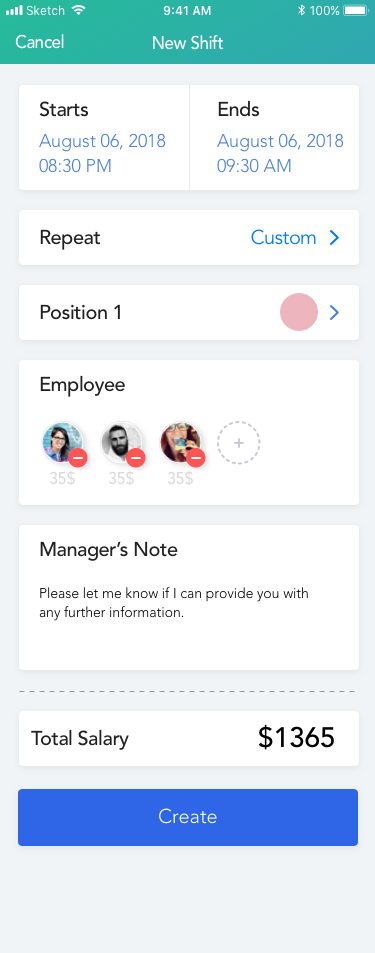 Sketch 9:41 AM 100%
Cancel New Shift
Starts
August 06, 2018
08:30 PM
Ends
August 06, 2018
09:30 AM
Repeat Custom
Position 1
Employee
35$ 35$ 35$
Manager’s Note
Please let me know if I can provide you with
any further information.
Total Salary $1365
Create